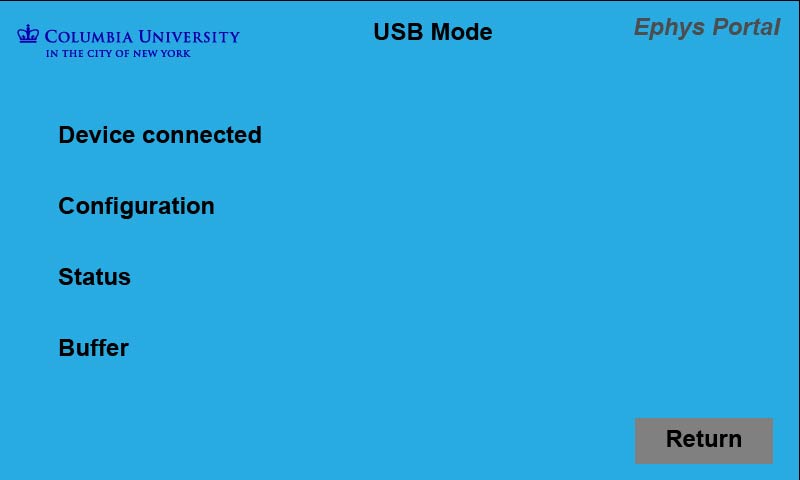 Columbia University
IN THE CITY OF NEW YORK
USB Mode
Ephys Portal
Device connected
Configuration
Status
Buffer
Return